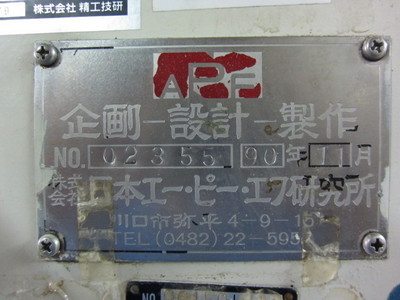 株式会社 精工技研
APF
企画-設計-製作
NO. 02355 90年11月
株式会社 日本エー・ピー・エフ研究所
川口市弥平4-9-15
TEL (0482) 22-595
NO